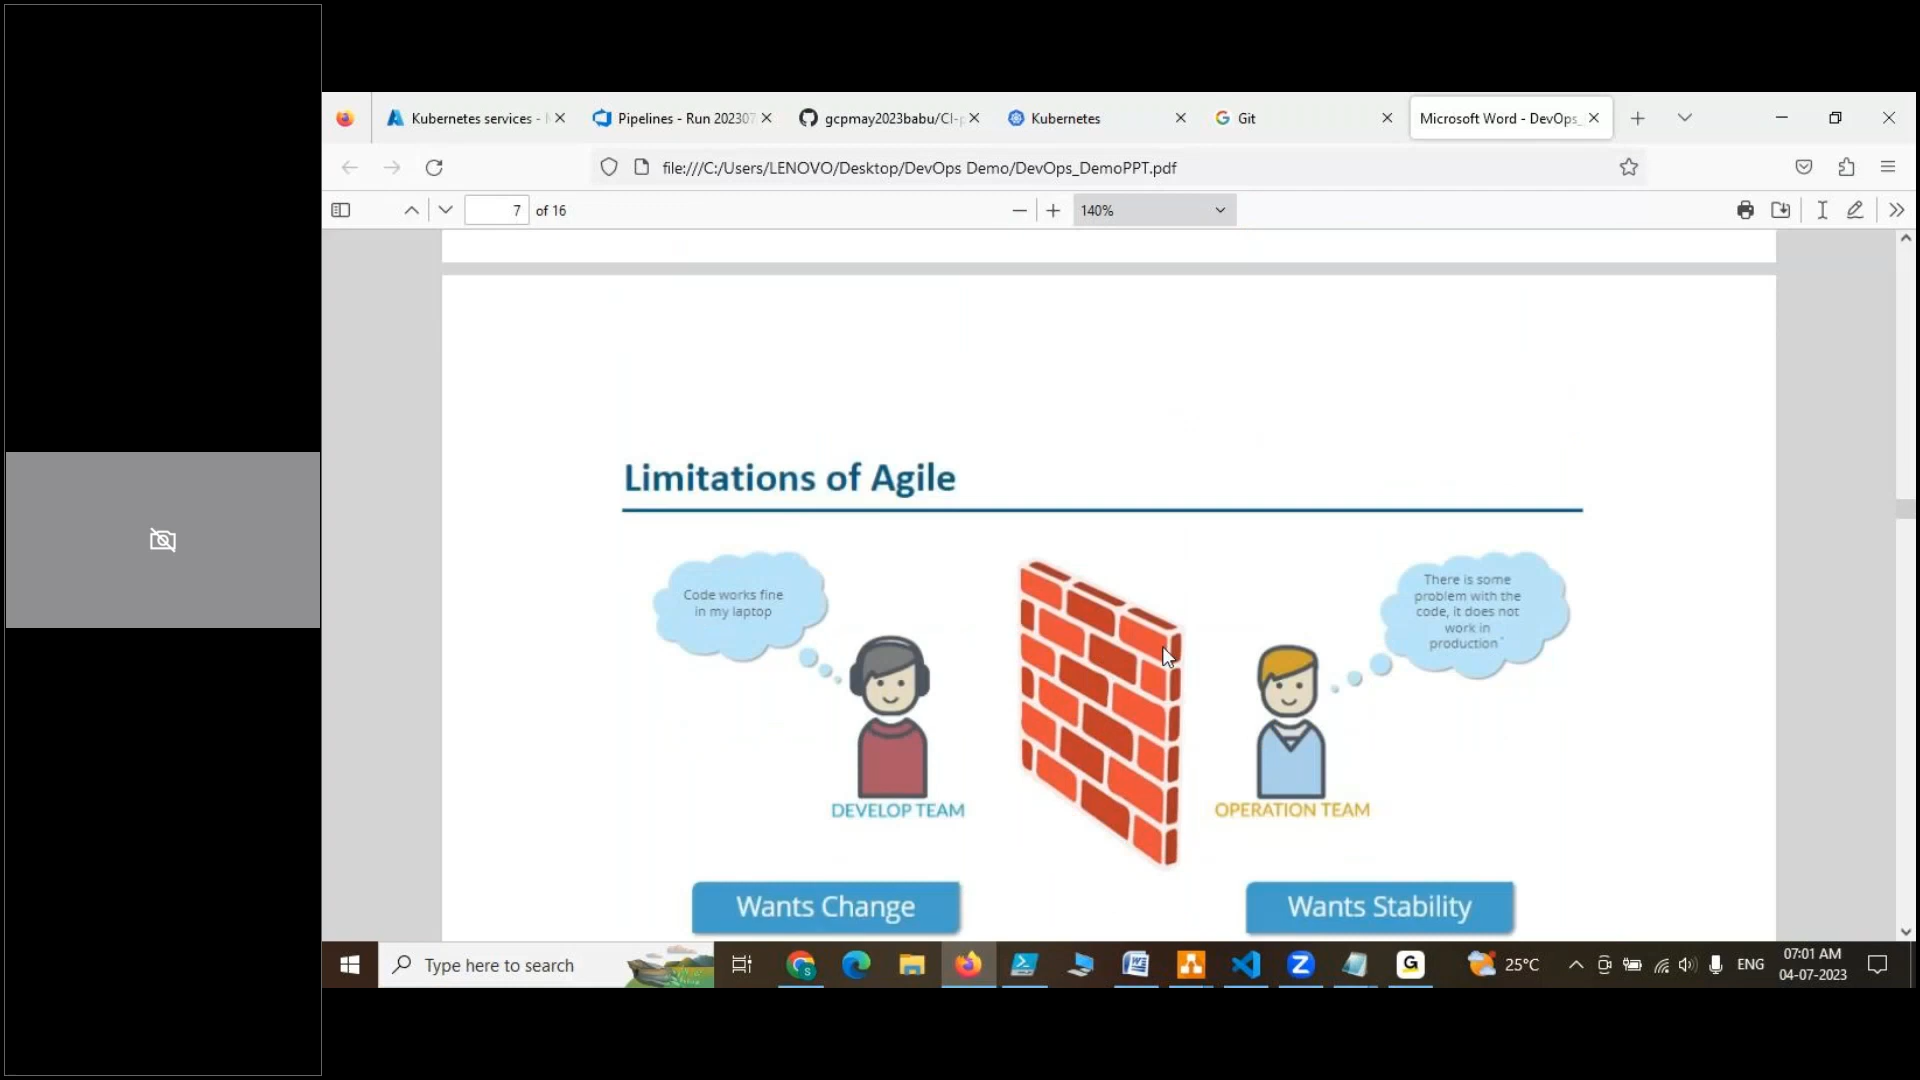 Kubernetes services -
Pipelines - Run 202307
gcpmay2023babu/CI-p
Kubernetes
Git
Microsoft Word - DevOps_
file:///C:/Users/LENOVO/Desktop/DevOps Demo/DevOps_DemoPPT.pdf
7 of 16
140%
Limitations of Agile
Code works fine
in my laptop
There is some
problem with the
code, it does not
work in
production
DEVELOP TEAM
OPERATION TEAM
Wants Change
Wants Stability
Type here to search
25°C
ENG
07:01 AM
04-07-2023